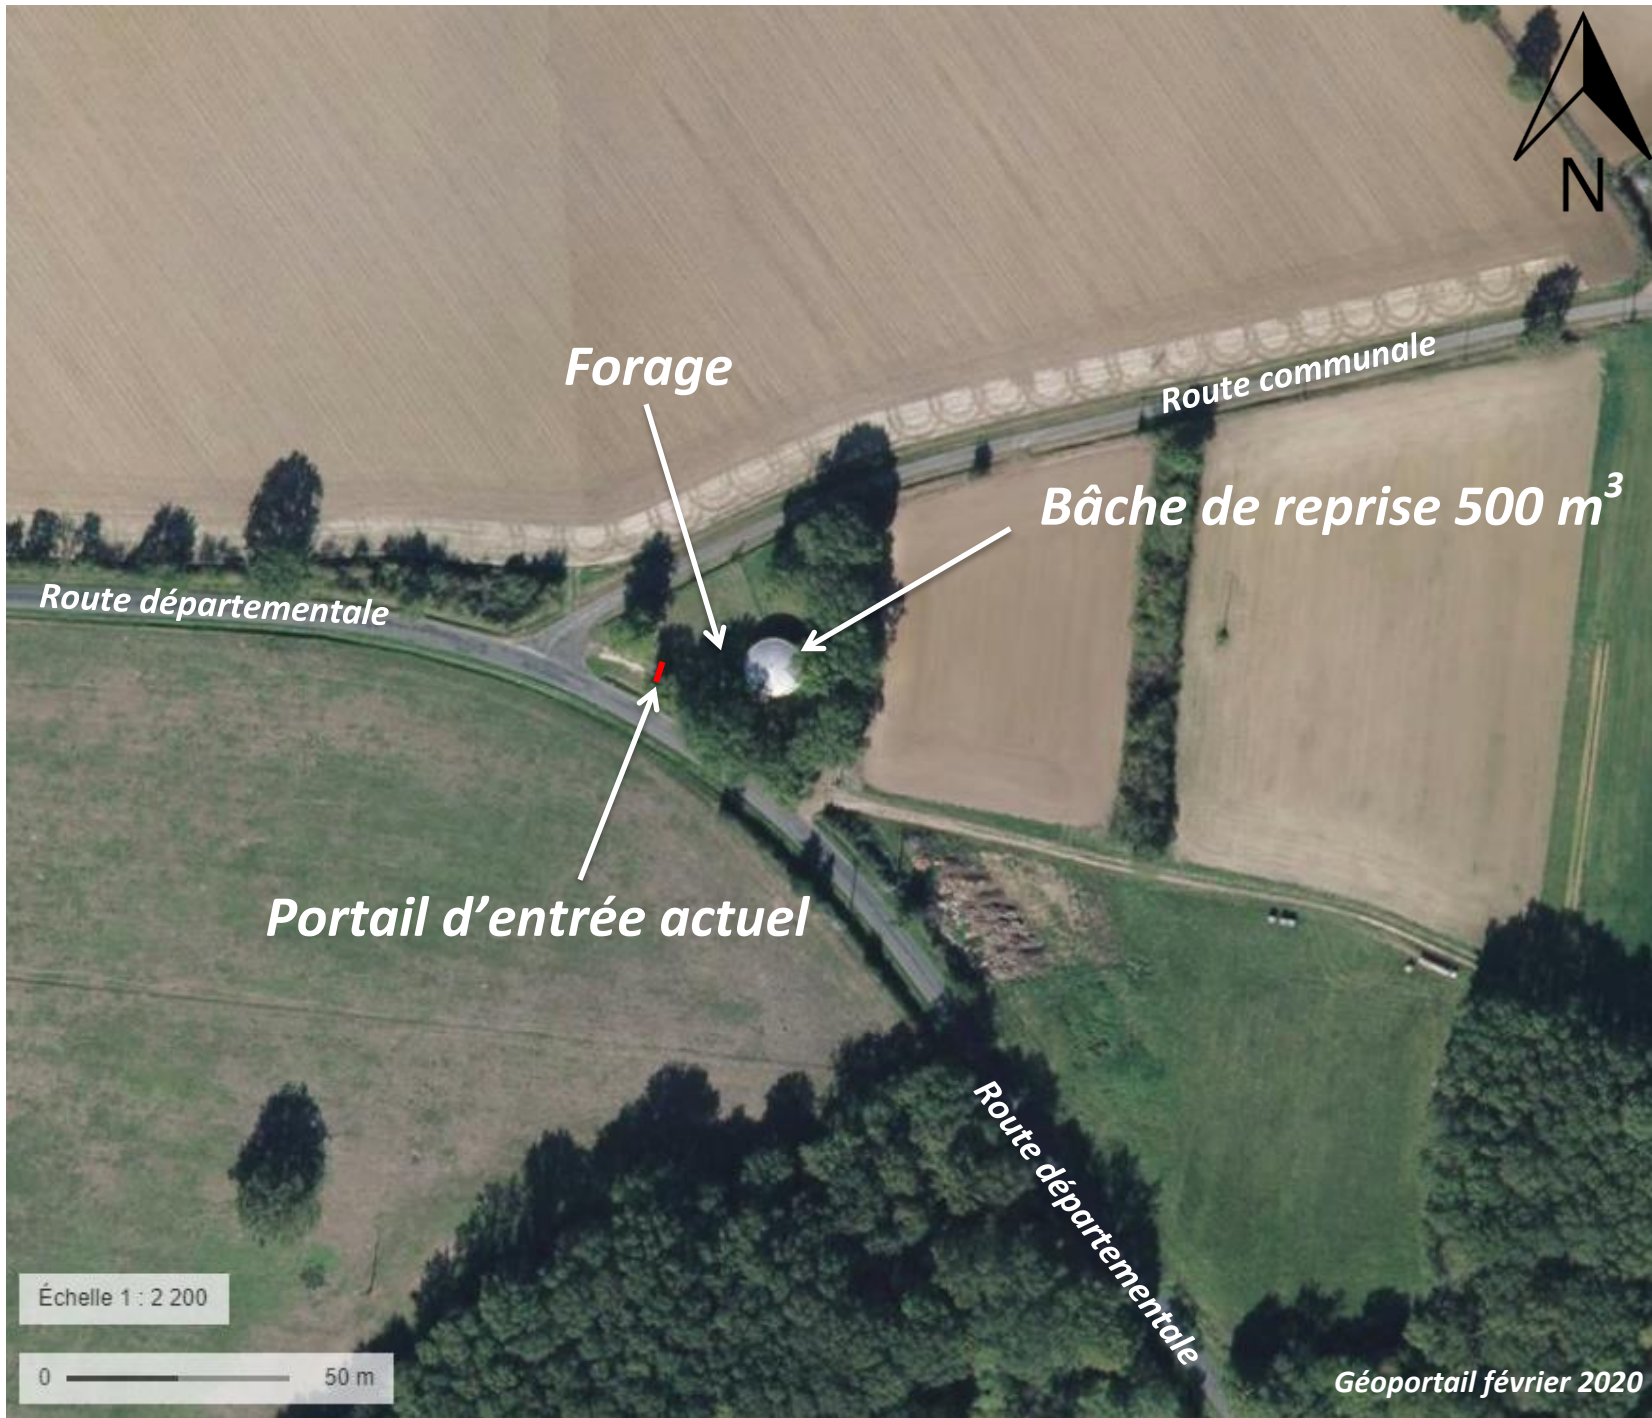 N
Forage
Route communale
Bâche de reprise 500 m³
Route départementale
Portail d’entrée actuel
Route départementale
Échelle 1 : 2 200
0 50 m
Géoportail février 2020